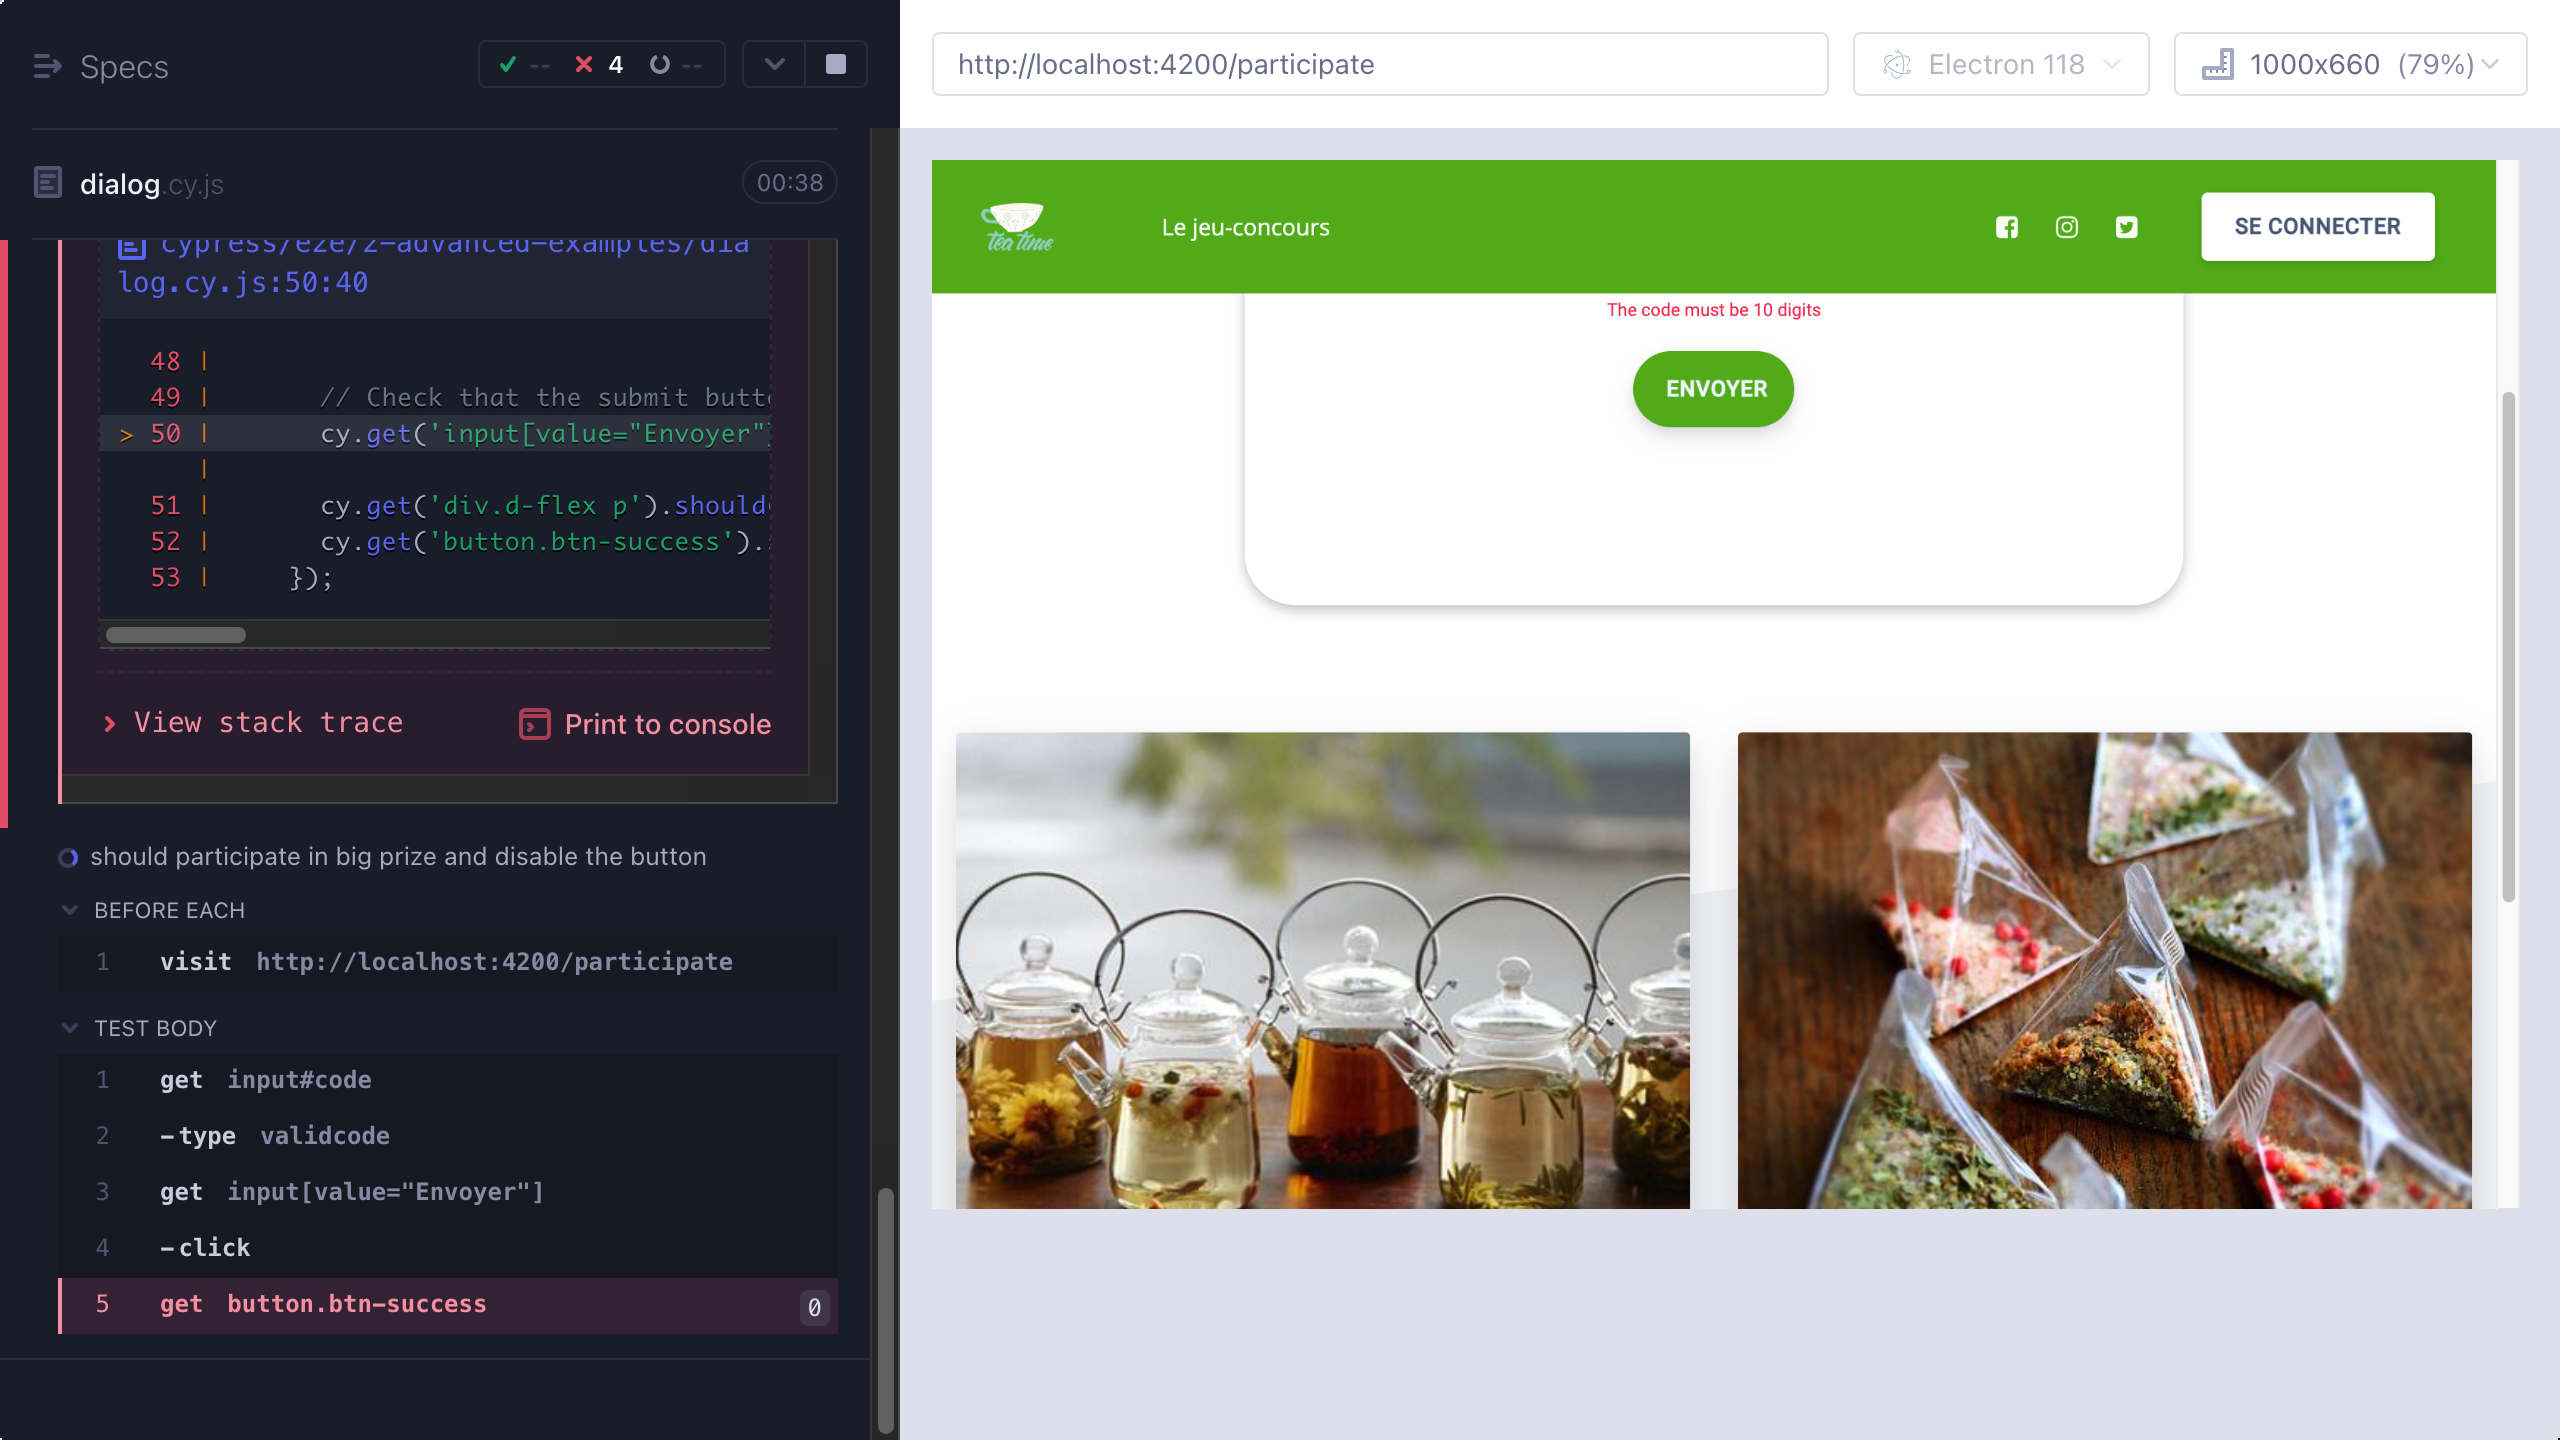 Specs
-- 4 --
dialog.cy.js 00:38
cypress/e2e/2-advanced-examples/dia
log.cy.js:50:40
48 |
49 | // Check that the submit butt
> 50 | cy.get('input[value="Envoyer"]
|
51 | cy.get('div.d-flex p').should(
52 | cy.get('button.btn-success').
53 | });
View stack trace
Print to console
should participate in big prize and disable the button
BEFORE EACH
1 visit http://localhost:4200/participate
TEST BODY
1 get input#code
2 -type validcode
3 get input[value="Envoyer"]
4 -click
5 get button.btn-success 0
http://localhost:4200/participate
Electron 118
1000x660 (79%)
Tea time
Le jeu-concours
SE CONNECTER
The code must be 10 digits
ENVOYER